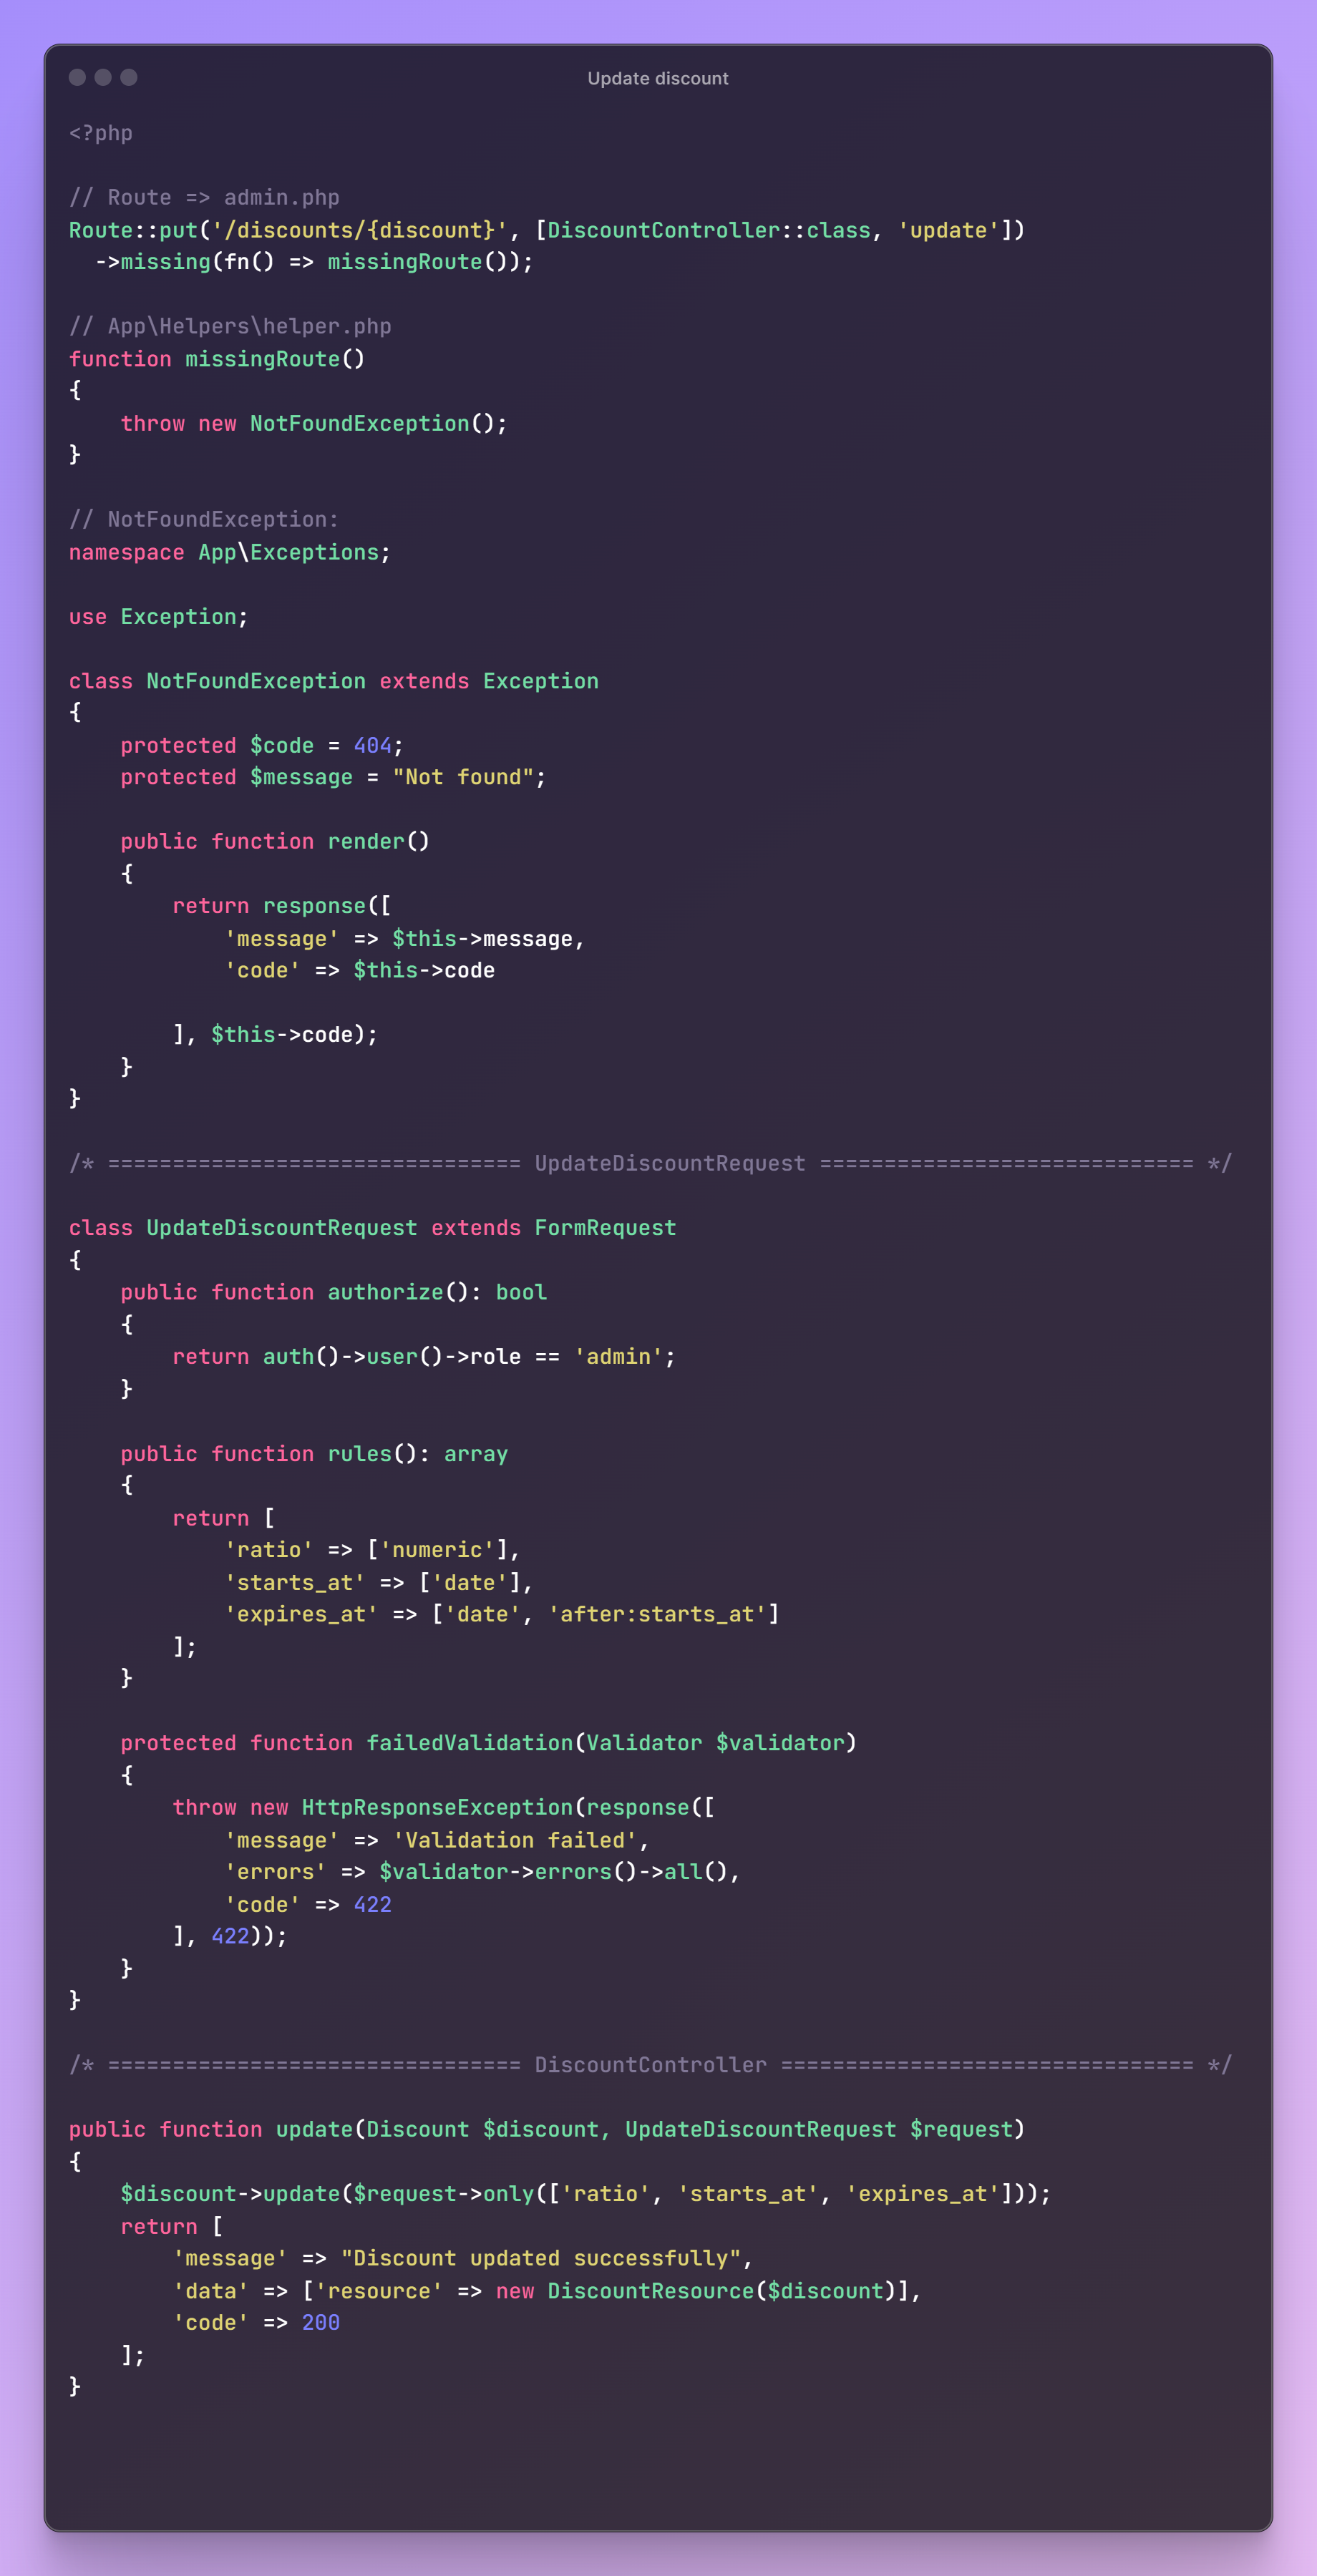 Update discount
<?php
// Route => admin.php
Route::put('/discounts/{discount}', [DiscountController::class, 'update'])
  ->missing(fn() => missingRoute());
// App\Helpers\helper.php
function missingRoute()
{
    throw new NotFoundException();
}
// NotFoundException:
namespace App\Exceptions;
use Exception;
class NotFoundException extends Exception
{
    protected $code = 404;
    protected $message = "Not found";
    public function render()
    {
        return response([
            'message' => $this->message,
            'code' => $this->code
        ], $this->code);
    }
}
/* ================================ UpdateDiscountRequest ============================= */
class UpdateDiscountRequest extends FormRequest
{
    public function authorize(): bool
    {
        return auth()->user()->role == 'admin';
    }
    public function rules(): array
    {
        return [
            'ratio' => ['numeric'],
            'starts_at' => ['date'],
            'expires_at' => ['date', 'after:starts_at']
        ];
    }
    protected function failedValidation(Validator $validator)
    {
        throw new HttpResponseException(response([
            'message' => 'Validation failed',
            'errors' => $validator->errors()->all(),
            'code' => 422
        ], 422));
    }
}
/* ================================ DiscountController ================================ */
public function update(Discount $discount, UpdateDiscountRequest $request)
{
    $discount->update($request->only(['ratio', 'starts_at', 'expires_at']));
    return [
        'message' => "Discount updated successfully",
        'data' => ['resource' => new DiscountResource($discount)],
        'code' => 200
    ];
}